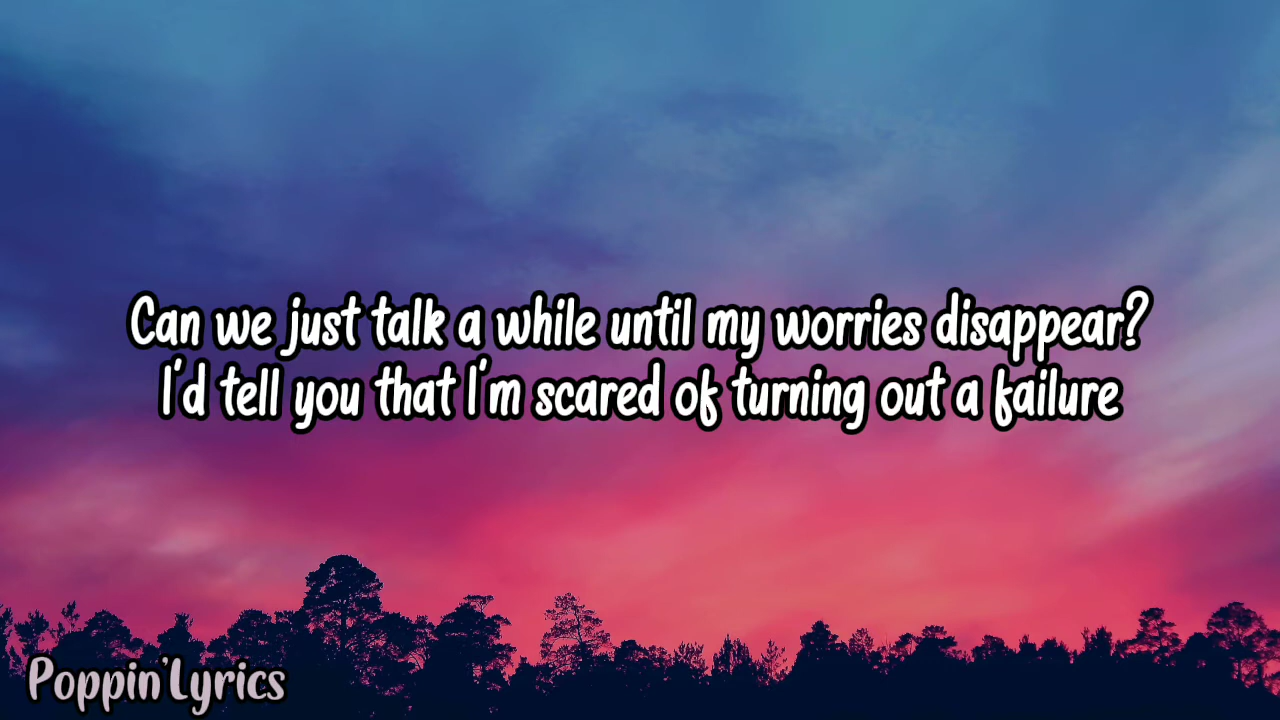 Can we just talk a while until my worries disappear?
I'd tell you that I'm scared of turning out a failure
Poppin'Lyrics